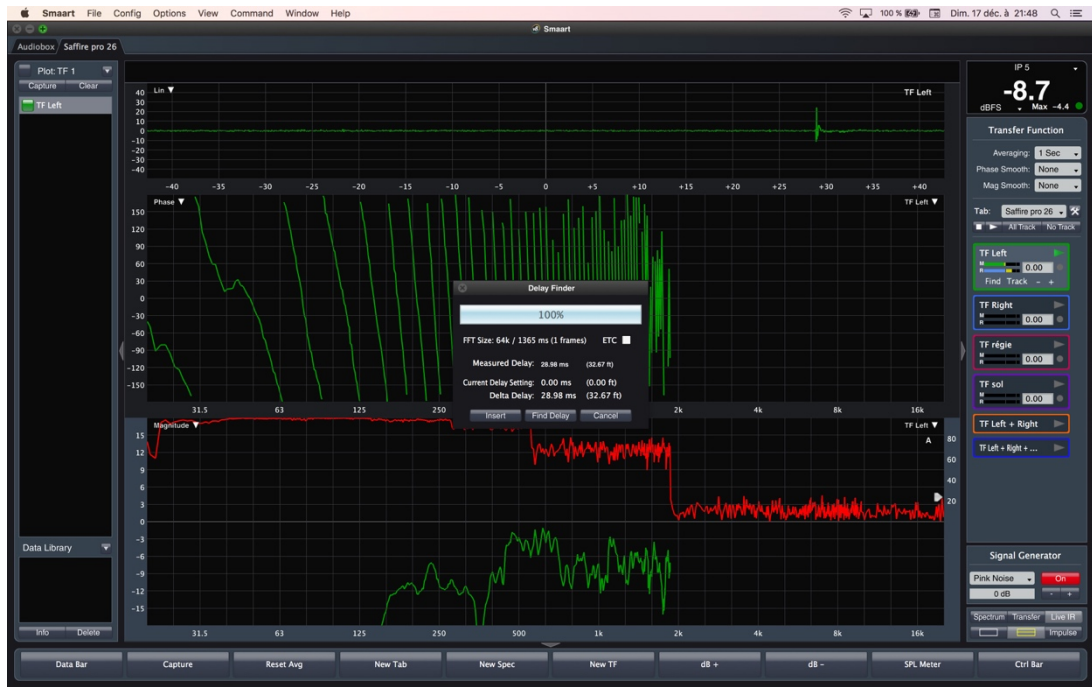 Smaart File Config Options View Command Window Help 100 % Dim. 17 déc. à 21:48
Smaart
Audiobox Saffire pro 26
Plot: TF 1
Capture Clear
TF Left
Lin TF Left
40
30
20
10
0
-10
-20
-30
-40
-40 -35 -30 -25 -20 -15 -10 -5 0 +5 +10 +15 +20 +25 +30 +35 +40
Phase TF Left
150
120
90
60
30
0
-30
-60
-90
-120
-150
31.5 63 125 250 2k 4k 8k 16k
Delay Finder
100%
FFT Size: 64k / 1365 ms (1 frames) ETC
Measured Delay: 28.98 ms (32.67 ft)
Current Delay Setting: 0.00 ms (0.00 ft)
Delta Delay: 28.98 ms (32.67 ft)
Insert Find Delay Cancel
Magnitude TF Left
A
15
12
9
6
3
0
-3
-6
-9
-12
-15
80
60
40
20
31.5 63 125 250 500 1k 2k 4k 8k 16k
Data Library
Info Delete
IP 5
-8.7
dBFS Max -4.4
Transfer Function
Averaging: 1 Sec
Phase Smooth: None
Mag Smooth: None
Tab: Saffire pro 26
All Track No Track
TF Left
M
R 0.00
Find Track - +
TF Right
M
R 0.00
TF régie
M
R 0.00
TF sol
M
R 0.00
TF Left + Right
TF Left + Right + ...
Signal Generator
Pink Noise On
0 dB - +
Spectrum Transfer Live IR
Impulse
Data Bar Capture Reset Avg New Tab New Spec New TF dB + dB - SPL Meter Ctrl Bar